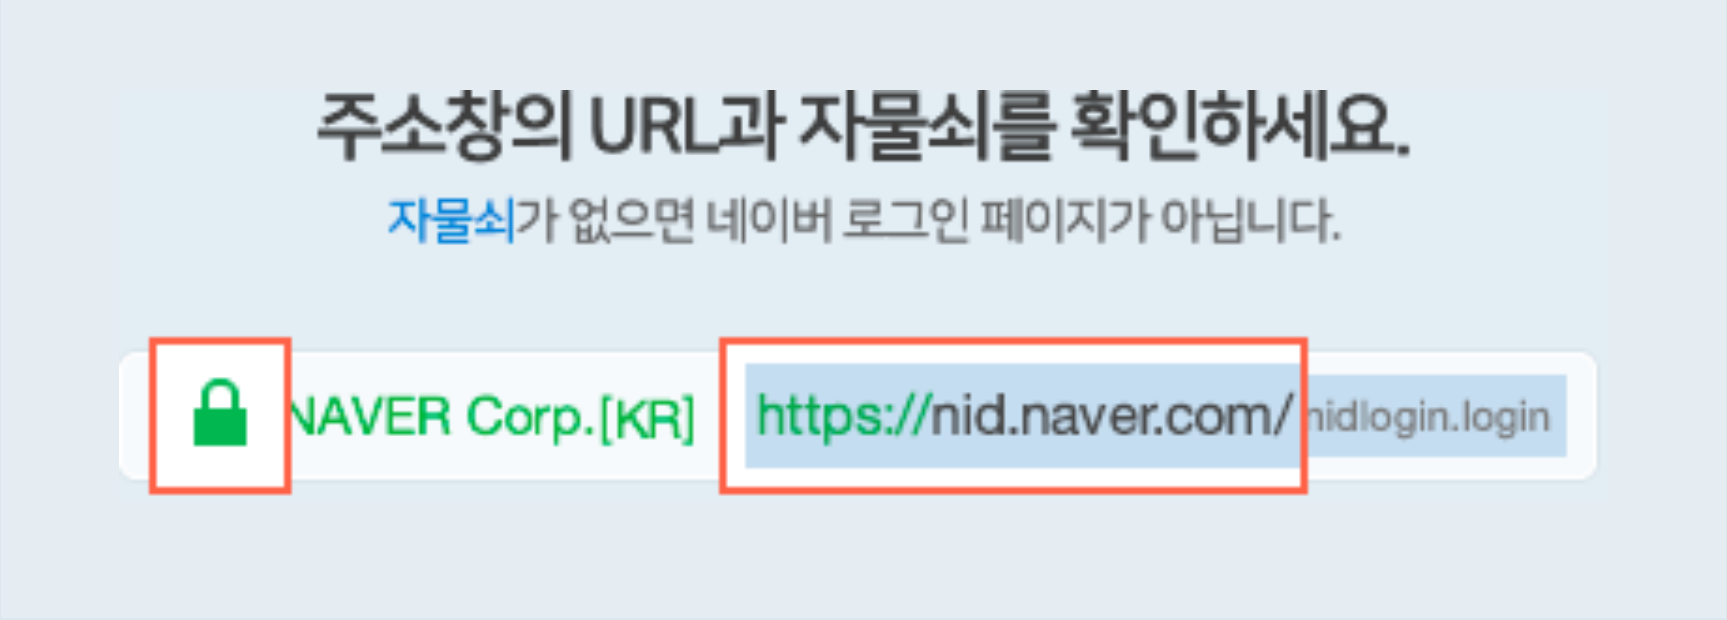 주소창의 URL과 자물쇠를 확인하세요.
자물쇠가 없으면 네이버 로그인 페이지가 아닙니다.
NAVER Corp.[KR] https://nid.naver.com/nidlogin.login